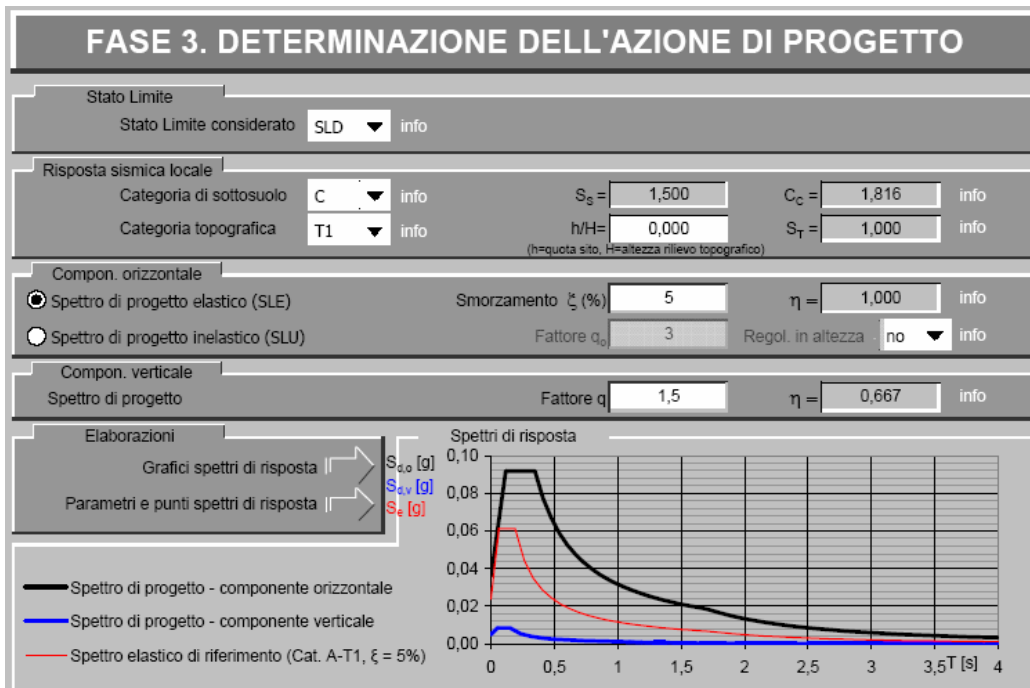 FASE 3. DETERMINAZIONE DELL'AZIONE DI PROGETTO
Stato Limite
Stato Limite considerato SLD info
Risposta sismica locale
Categoria di sottosuolo C info S_S = 1,500 C_C = 1,816 info
Categoria topografica T1 info h/H= 0,000 S_T = 1,000 info
(h=quota sito, H=altezza rilievo topografico)
Compon. orizzontale
Spettro di progetto elastico (SLE) Smorzamento ξ (%) 5 η = 1,000 info
Spettro di progetto inelastico (SLU) Fattore q_o 3 Regol. in altezza no info
Compon. verticale
Spettro di progetto Fattore q 1,5 η = 0,667 info
Elaborazioni
Grafici spettri di risposta
Parametri e punti spettri di risposta
Spettri di risposta
S_d,o [g]
S_d,v [g]
S_e [g]
0,10
0,08
0,06
0,04
0,02
0,00
0 0,5 1 1,5 2 2,5 3 3,5 T [s] 4
Spettro di progetto - componente orizzontale
Spettro di progetto - componente verticale
Spettro elastico di riferimento (Cat. A-T1, ξ = 5%)